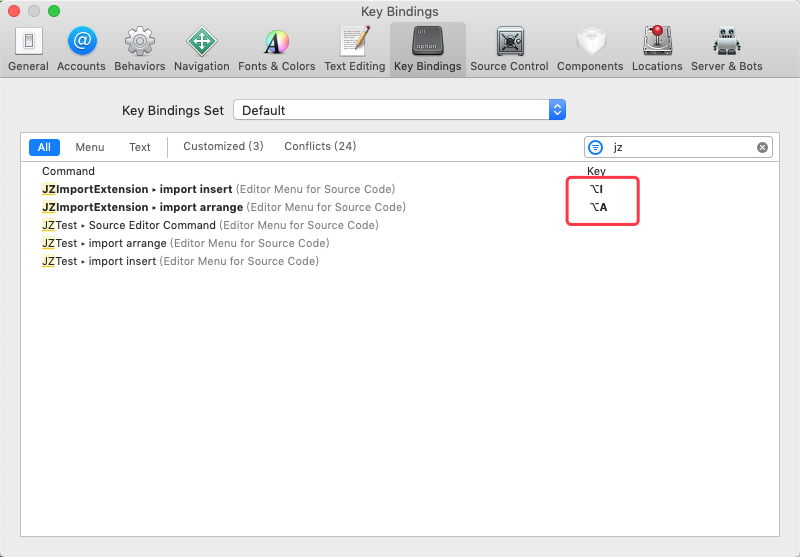 Key Bindings
General Accounts Behaviors Navigation Fonts & Colors Text Editing Key Bindings Source Control Components Locations Server & Bots
Key Bindings Set Default
All Menu Text Customized (3) Conflicts (24) jz
Command Key
JZImportExtension ▸ import insert (Editor Menu for Source Code) ⌥I
JZImportExtension ▸ import arrange (Editor Menu for Source Code) ⌥A
JZTest ▸ Source Editor Command (Editor Menu for Source Code)
JZTest ▸ import arrange (Editor Menu for Source Code)
JZTest ▸ import insert (Editor Menu for Source Code)